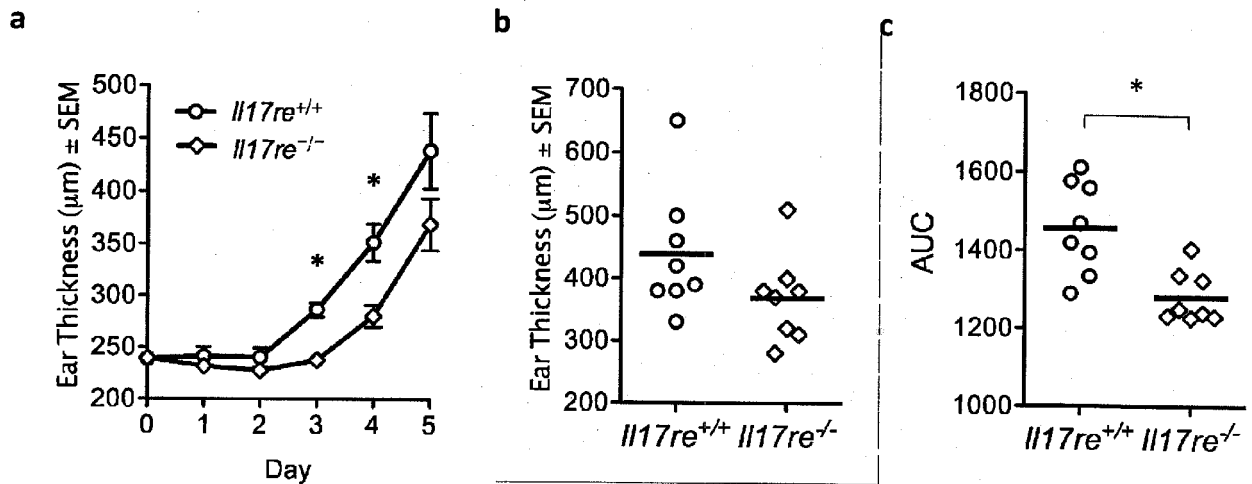 a
Ear Thickness (μm) ± SEM
500
450
400
350
300
250
200
Il17re+/+
Il17re−/−
*
*
0 1 2 3 4 5
Day
b
Ear Thickness (μm) ± SEM
700
600
500
400
300
200
Il17re+/+ Il17re-/-
c
AUC
1800
1600
1400
1200
1000
*
Il17re+/+ Il17re-/-